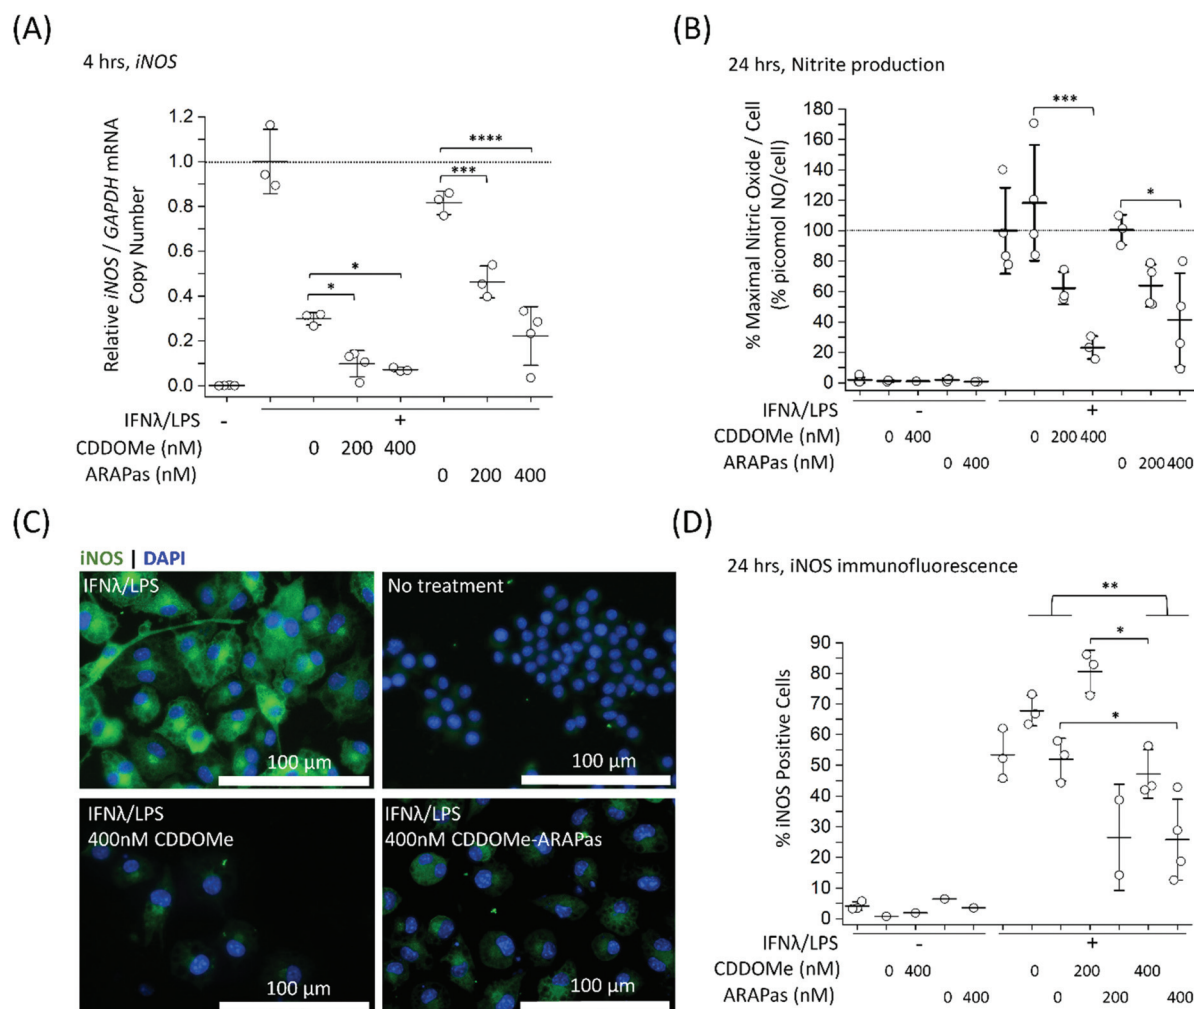 (A)
4 hrs, iNOS
Relative iNOS / GAPDH mRNA
Copy Number
1.2
1.0
0.8
0.6
0.4
0.2
0.0
****
***
*
*
IFNλ/LPS - +
CDDOMe (nM) 0 200 400
ARAPas (nM) 0 200 400
(B)
24 hrs, Nitrite production
% Maximal Nitric Oxide / Cell
(% picomol NO/cell)
180
160
140
120
100
80
60
40
20
0
***
*
IFNλ/LPS - +
CDDOMe (nM) 0 400 0 200 400
ARAPas (nM) 0 400 0 200 400
(C)
iNOS | DAPI
IFNλ/LPS
100 µm
No treatment
100 µm
IFNλ/LPS
400nM CDDOMe
100 µm
IFNλ/LPS
400nM CDDOMe-ARAPas
100 µm
(D)
24 hrs, iNOS immunofluorescence
% iNOS Positive Cells
90
80
70
60
50
40
30
20
10
0
**
*
*
IFNλ/LPS - +
CDDOMe (nM) 0 400 0 200 400
ARAPas (nM) 0 400 0 200 400